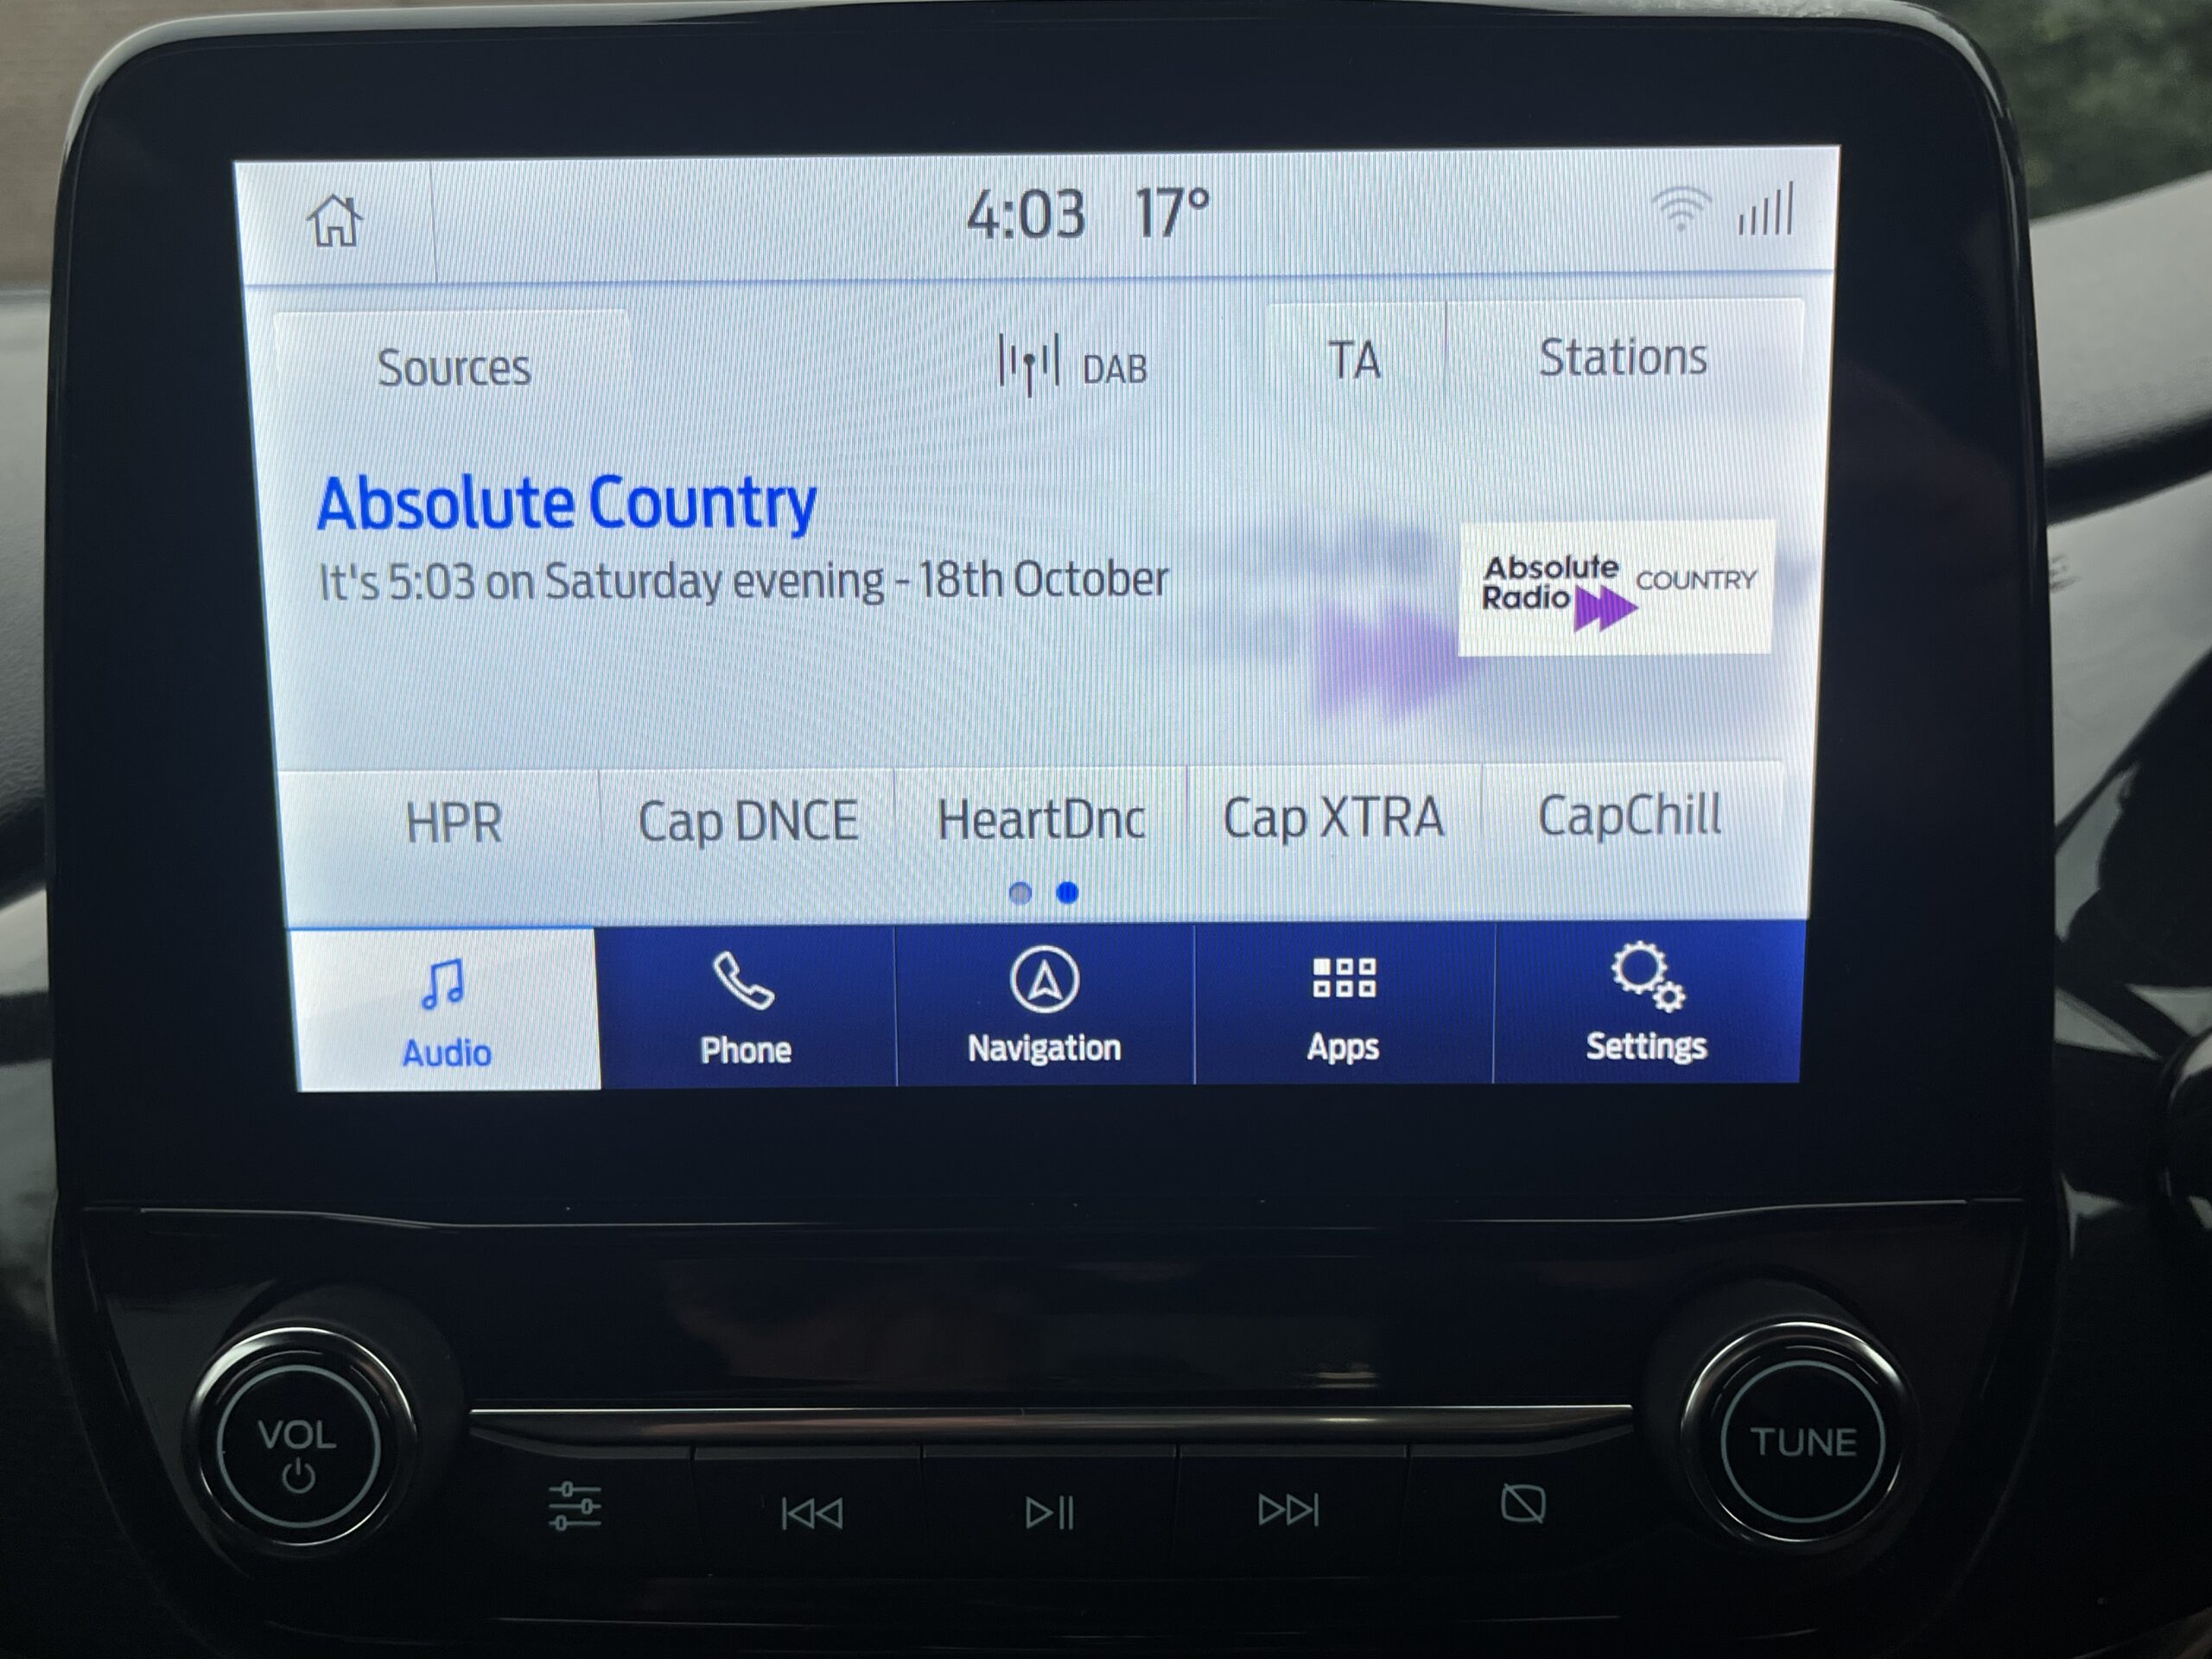 4:03 17°
Sources DAB TA Stations
Absolute Country
It's 5:03 on Saturday evening - 18th October
Absolute
Radio COUNTRY
HPR Cap DNCE HeartDnc Cap XTRA CapChill
Audio Phone Navigation Apps Settings
VOL TUNE